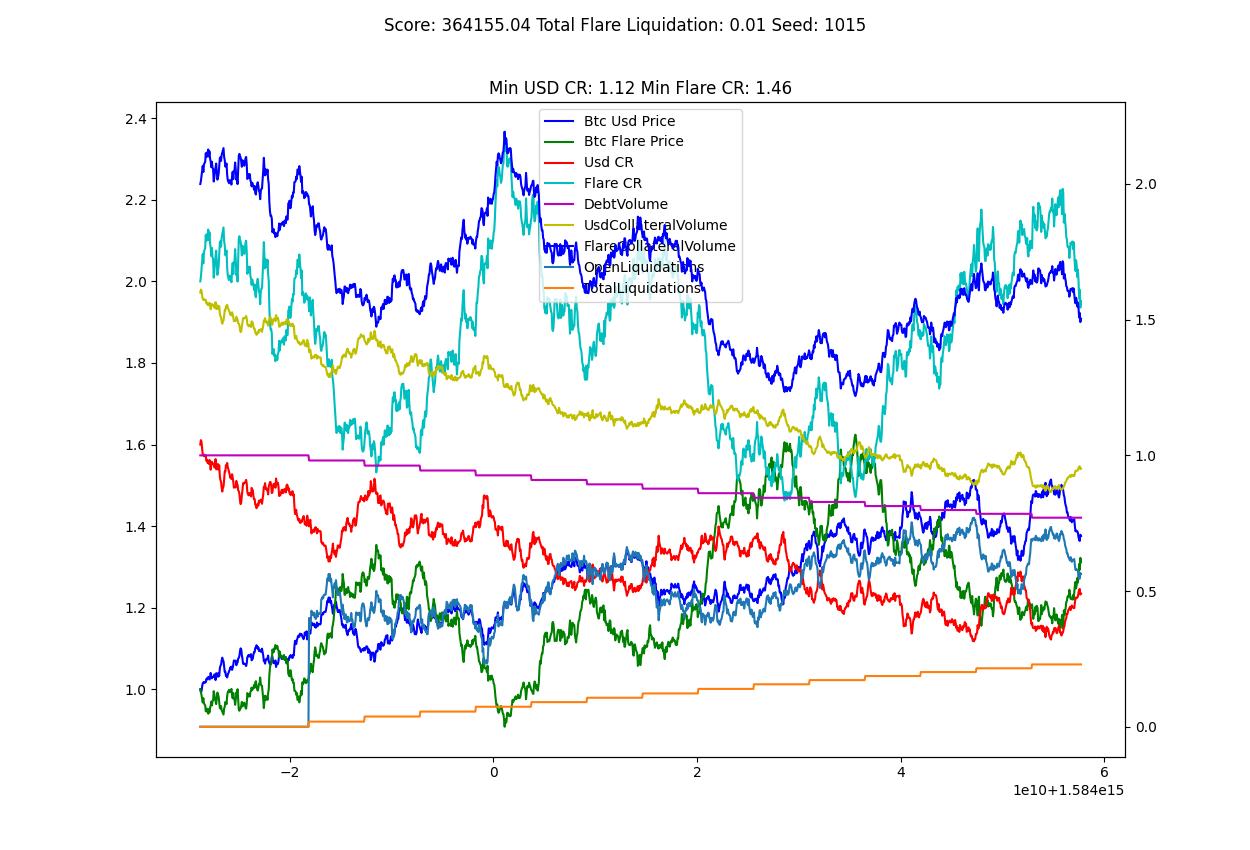 Score: 364155.04 Total Flare Liquidation: 0.01 Seed: 1015
Min USD CR: 1.12 Min Flare CR: 1.46
Btc Usd Price
Btc Flare Price
Usd CR
Flare CR
DebtVolume
UsdCollateralVolume
FlareCollateralVolume
OpenLiquidations
TotalLiquidations
2.4
2.2
2.0
1.8
1.6
1.4
1.2
1.0
2.0
1.5
1.0
0.5
0.0
−2 0 2 4 6
1e10+1.584e15